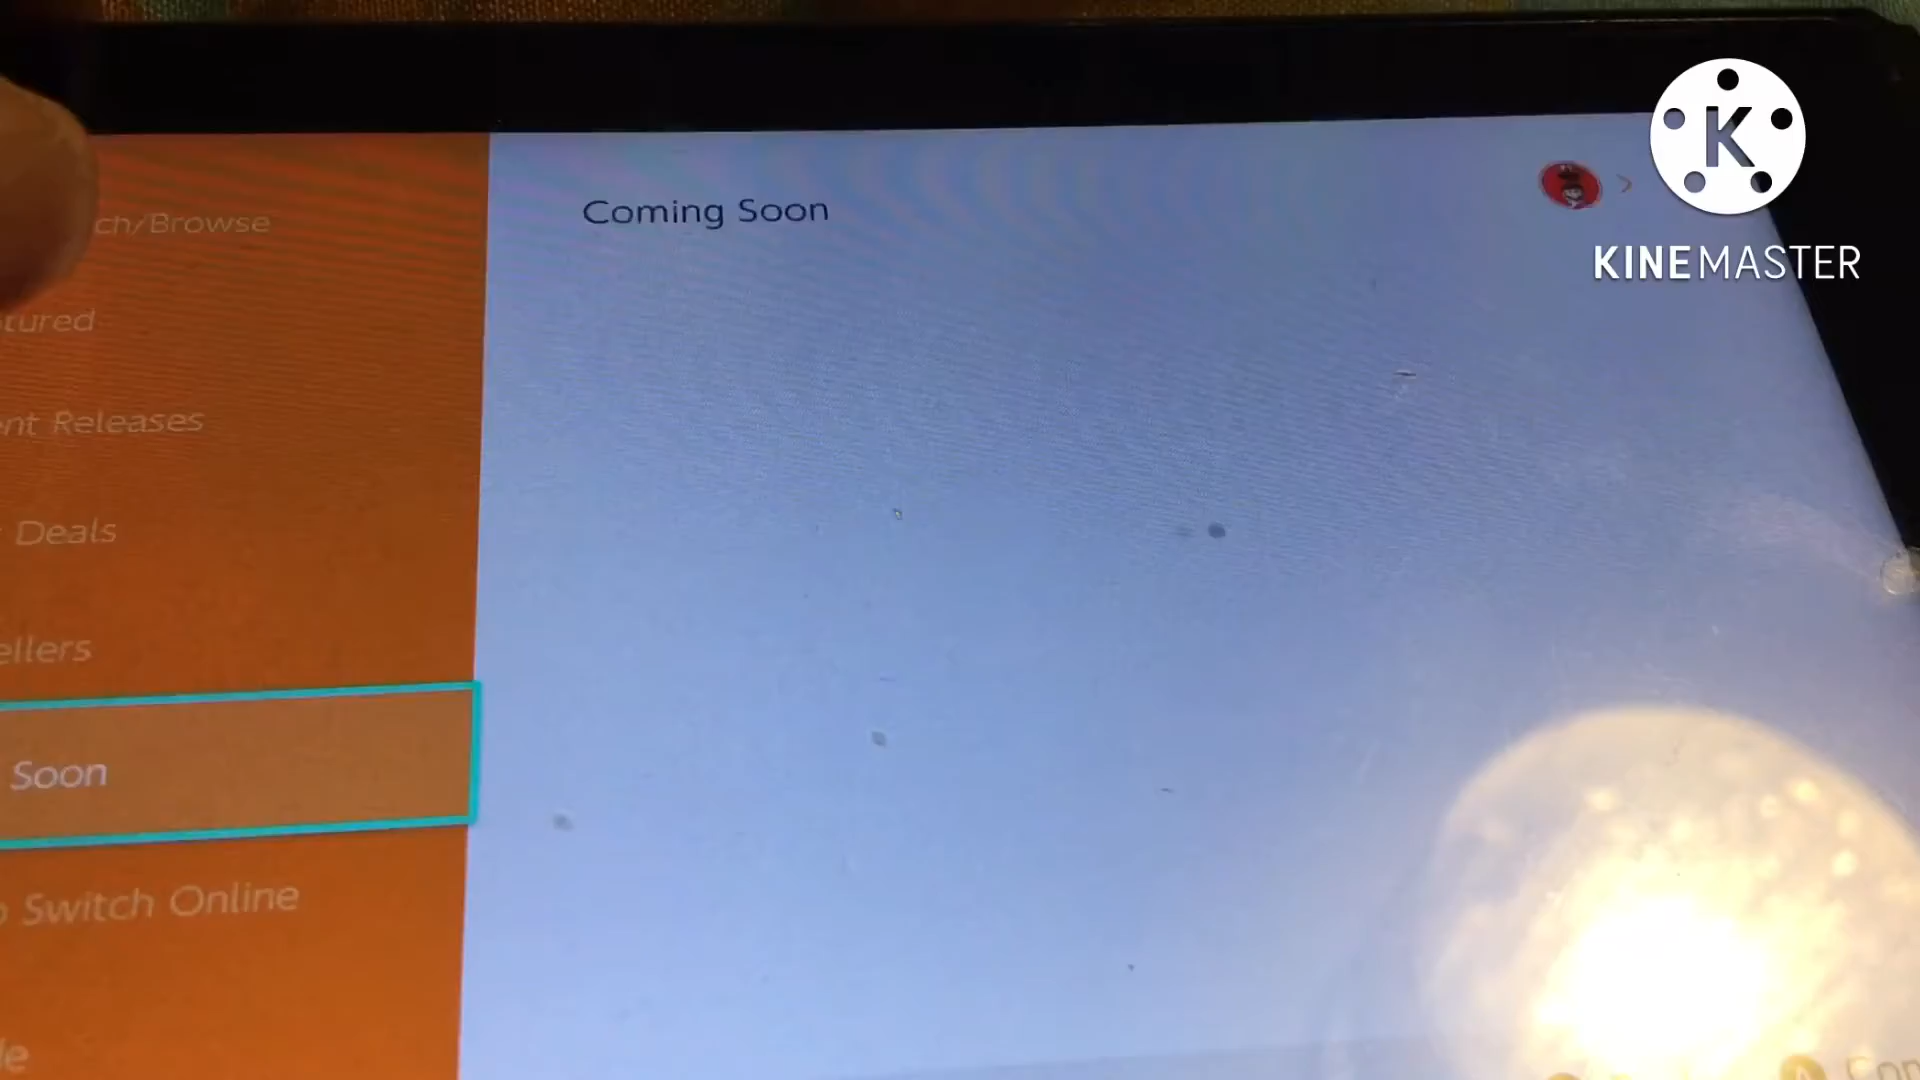 ch/Browse
tured
nt Releases
Deals
ellers
Soon
Switch Online
Coming Soon
K
KINEMASTER